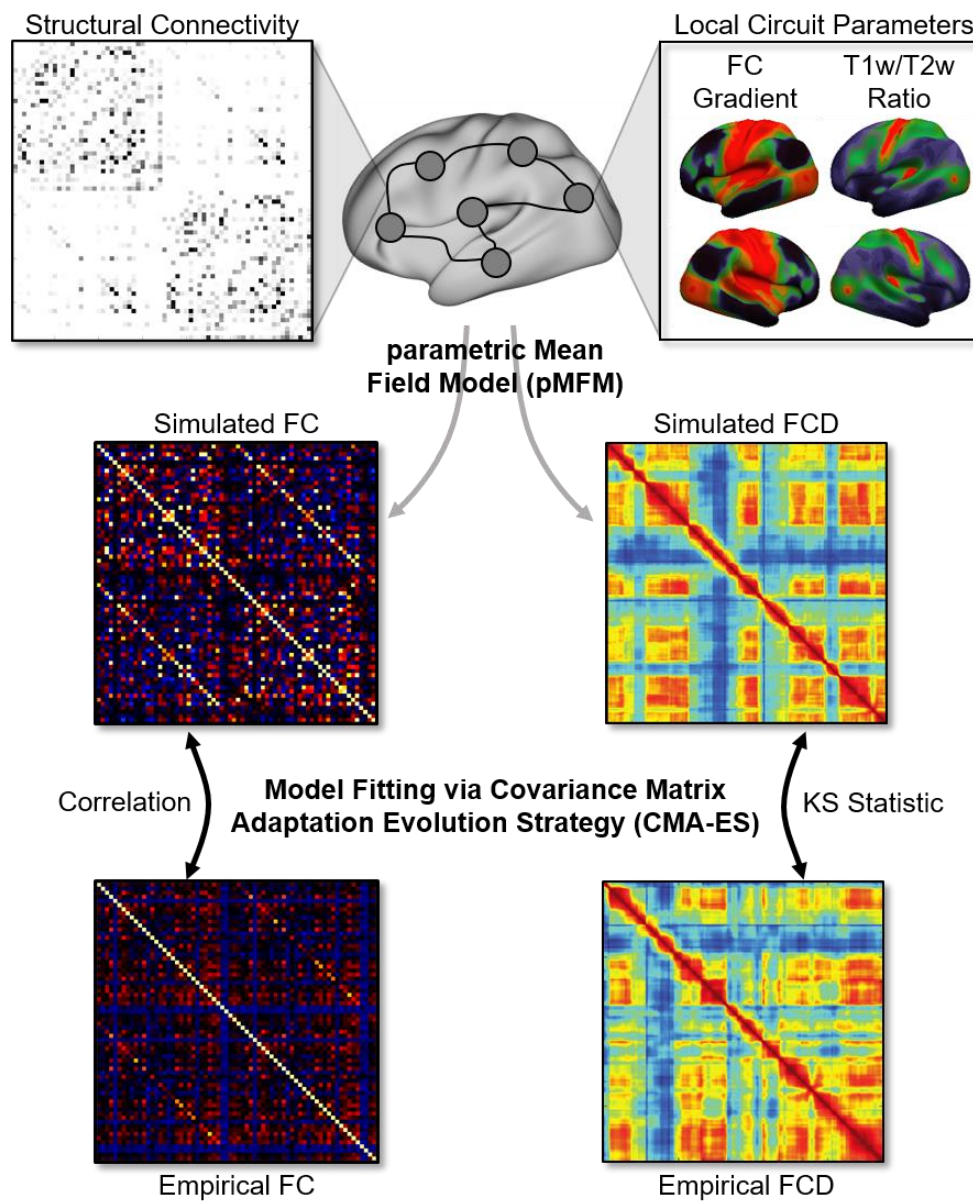 Structural Connectivity
Local Circuit Parameters
FC
Gradient
T1w/T2w
Ratio
parametric Mean
Field Model (pMFM)
Simulated FC
Simulated FCD
Correlation
Model Fitting via Covariance Matrix
Adaptation Evolution Strategy (CMA-ES)
KS Statistic
Empirical FC
Empirical FCD